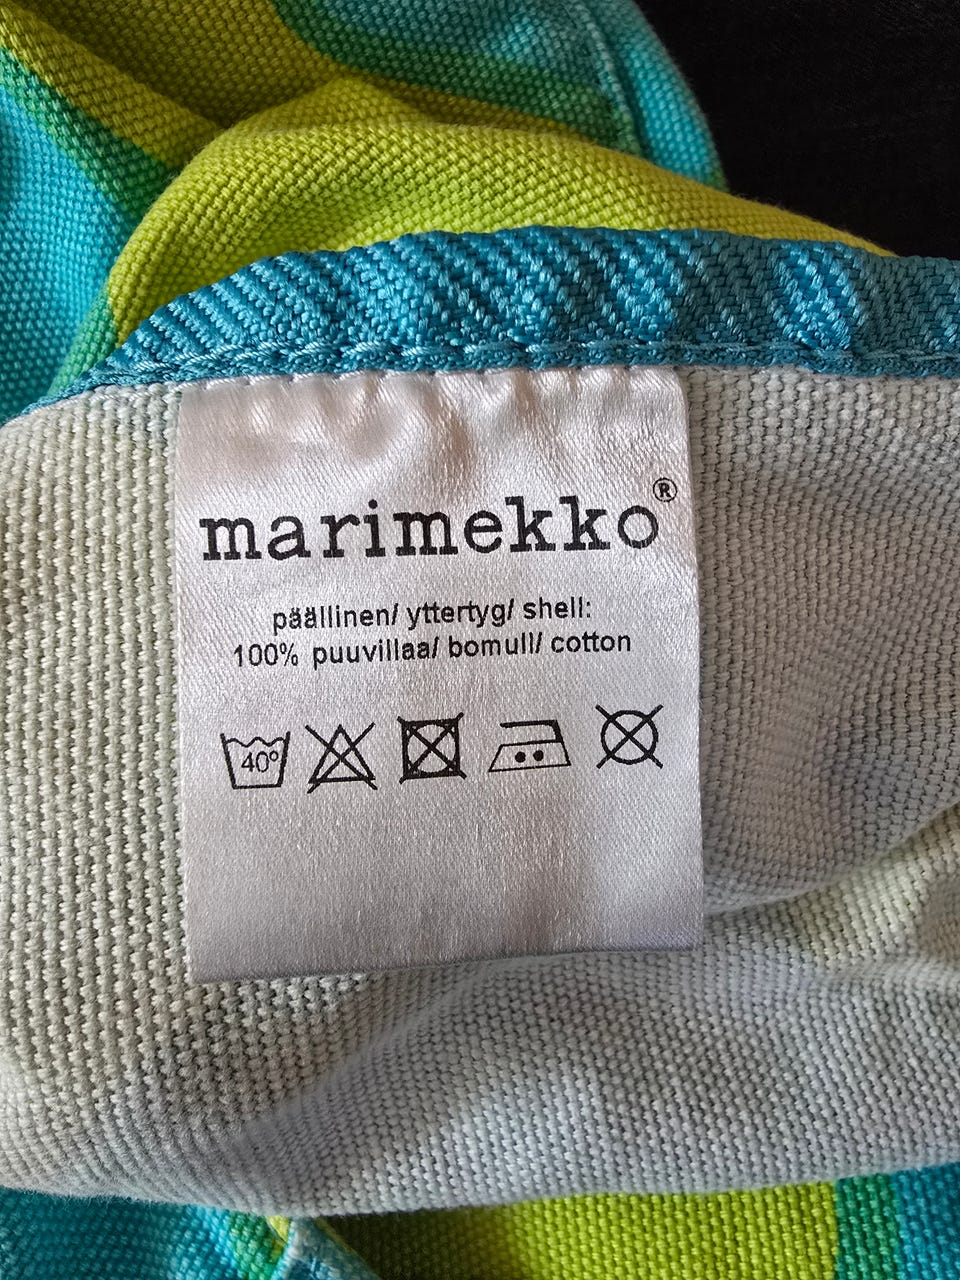 marimekko®
päällinen/ yttertyg/ shell:
100% puuvillaa/ bomull/ cotton
40°